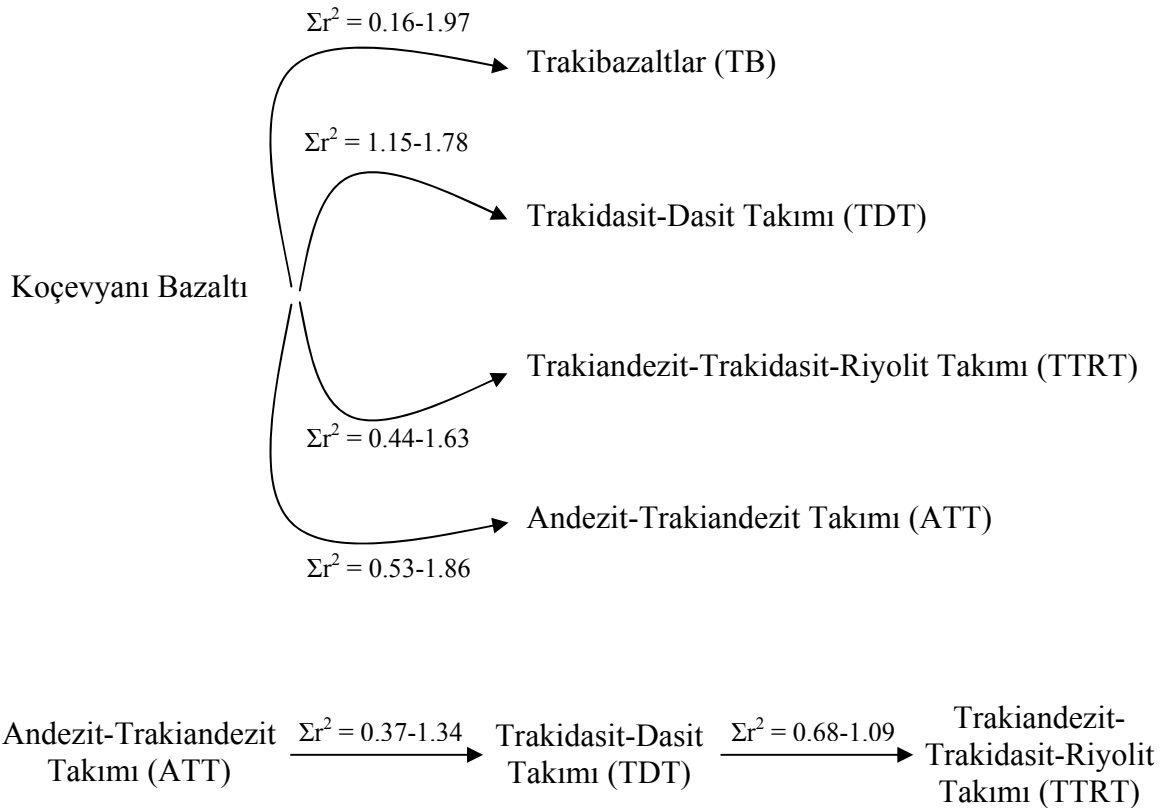 Σr² = 0.16-1.97
Trakibazaltlar (TB)
Σr² = 1.15-1.78
Trakidasit-Dasit Takımı (TDT)
Koçevyanı Bazaltı
Trakiandezit-Trakidasit-Riyolit Takımı (TTRT)
Σr² = 0.44-1.63
Andezit-Trakiandezit Takımı (ATT)
Σr² = 0.53-1.86
Andezit-Trakiandezit
Takımı (ATT)
Σr² = 0.37-1.34
Trakidasit-Dasit
Takımı (TDT)
Σr² = 0.68-1.09
Trakiandezit-
Trakidasit-Riyolit
Takımı (TTRT)